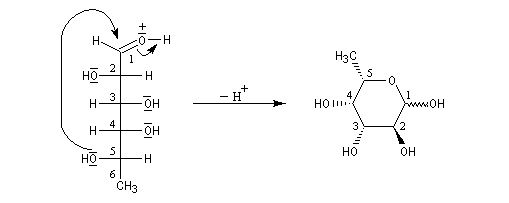 H O + H
1
2
HO H
3
H OH
4
H OH
5
HO H
6
CH3
– H+
H3C
5
O
4 1
HO OH
3 2
HO OH